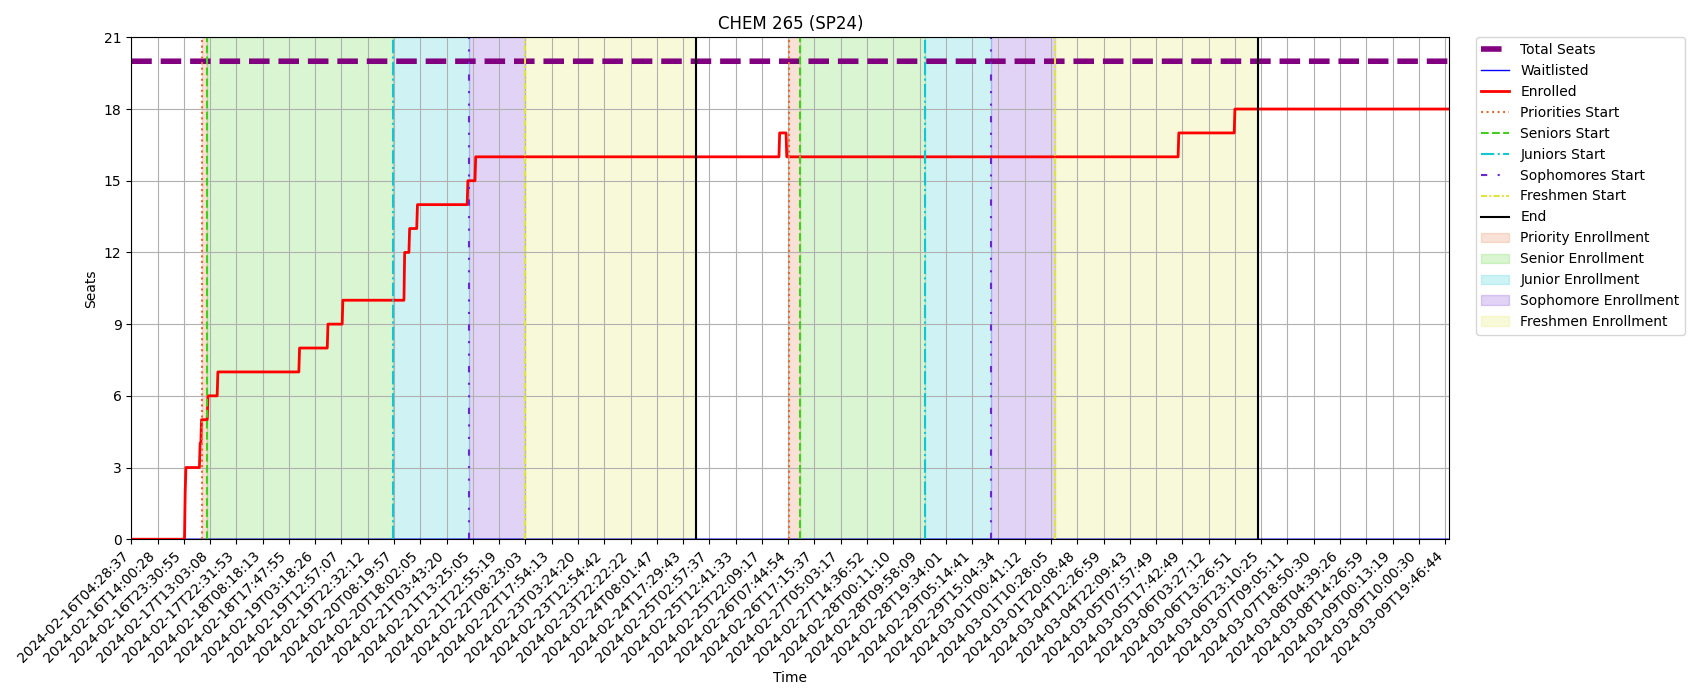 CHEM 265 (SP24)
21
18
15
12
9
6
3
0
Seats
2024-02-16T04:28:37
2024-02-16T14:00:28
2024-02-16T23:30:55
2024-02-17T13:03:08
2024-02-17T22:31:53
2024-02-18T08:18:13
2024-02-18T17:47:55
2024-02-19T03:18:26
2024-02-19T12:57:07
2024-02-19T22:32:12
2024-02-20T08:19:57
2024-02-20T18:02:05
2024-02-21T03:43:20
2024-02-21T13:25:05
2024-02-21T22:55:19
2024-02-22T08:23:03
2024-02-22T17:54:13
2024-02-23T03:24:20
2024-02-23T12:54:42
2024-02-23T22:22:22
2024-02-24T08:01:47
2024-02-24T17:29:43
2024-02-25T02:57:37
2024-02-25T12:41:33
2024-02-25T22:09:17
2024-02-26T07:44:54
2024-02-26T17:15:37
2024-02-27T05:03:17
2024-02-27T14:36:52
2024-02-28T00:11:10
2024-02-28T09:58:09
2024-02-28T19:34:01
2024-02-29T05:14:41
2024-02-29T15:04:34
2024-03-01T00:41:12
2024-03-01T10:28:05
2024-03-01T20:08:48
2024-03-04T12:26:59
2024-03-04T22:09:43
2024-03-05T07:57:49
2024-03-05T17:42:49
2024-03-06T03:27:12
2024-03-06T13:26:51
2024-03-06T23:10:25
2024-03-07T09:05:11
2024-03-07T18:50:30
2024-03-08T04:39:26
2024-03-08T14:26:59
2024-03-09T00:13:19
2024-03-09T10:00:30
2024-03-09T19:46:44
Time
Total Seats
Waitlisted
Enrolled
Priorities Start
Seniors Start
Juniors Start
Sophomores Start
Freshmen Start
End
Priority Enrollment
Senior Enrollment
Junior Enrollment
Sophomore Enrollment
Freshmen Enrollment